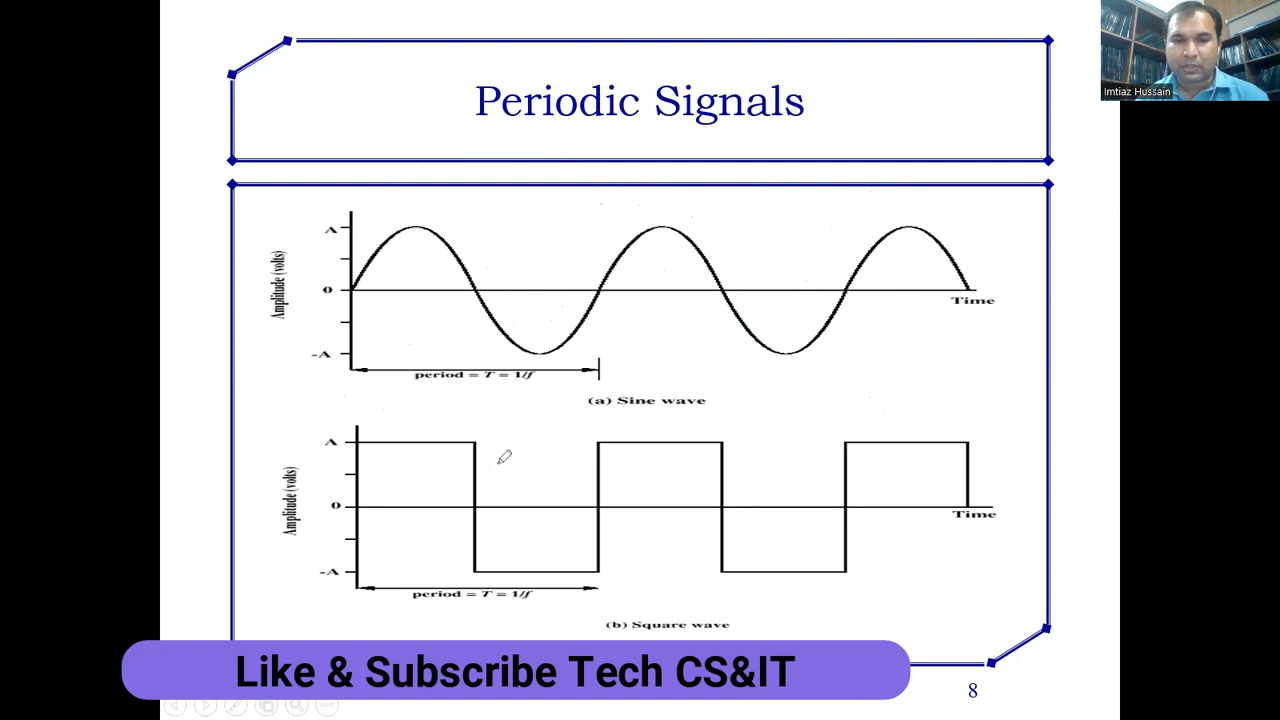 Periodic Signals
Imtiaz Hussain
A
Amplitude (volts)
0
Time
-A
period = T = 1/f
(a) Sine wave
A
Amplitude (volts)
0
Time
-A
period = T = 1/f
(b) Square wave
Like & Subscribe Tech CS&IT
8